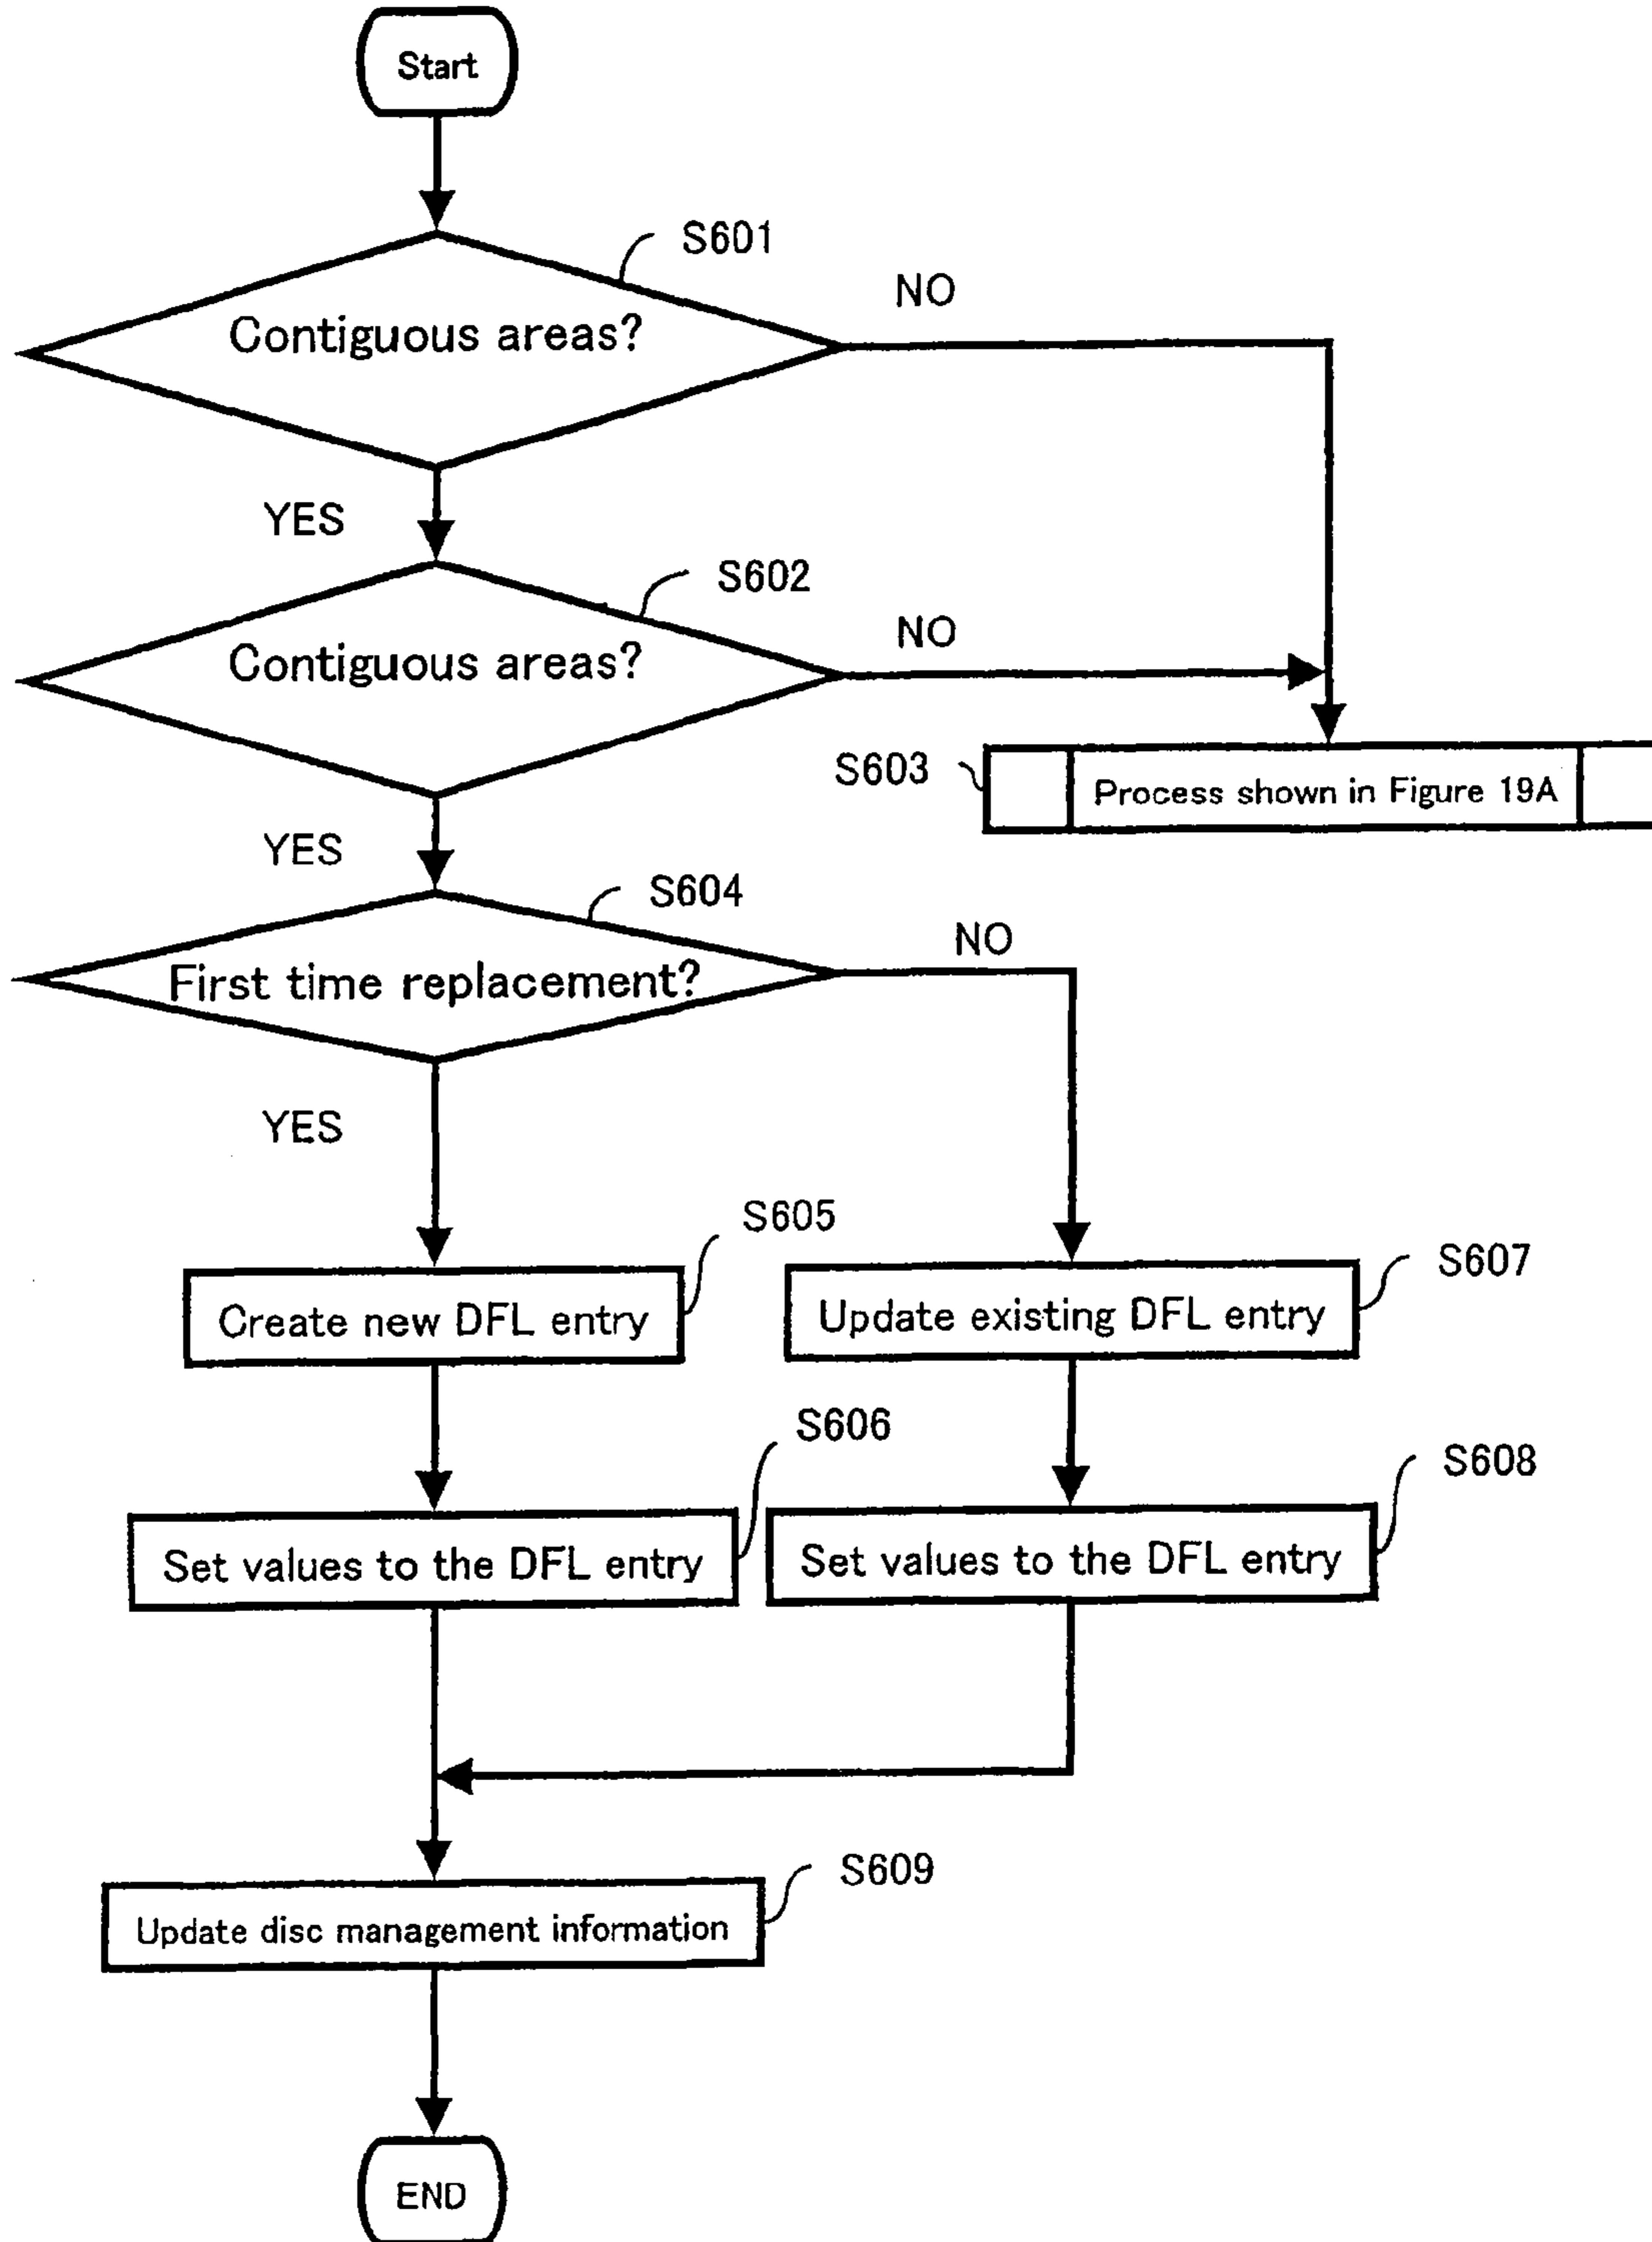 Start
S601
NO
Contiguous areas?
YES
S602
NO
Contiguous areas?
S603
Process shown in Figure 19A
YES
S604
NO
First time replacement?
YES
S605
S607
Create new DFL entry
Update existing DFL entry
S606
S608
Set values to the DFL entry
Set values to the DFL entry
S609
Update disc management information
END